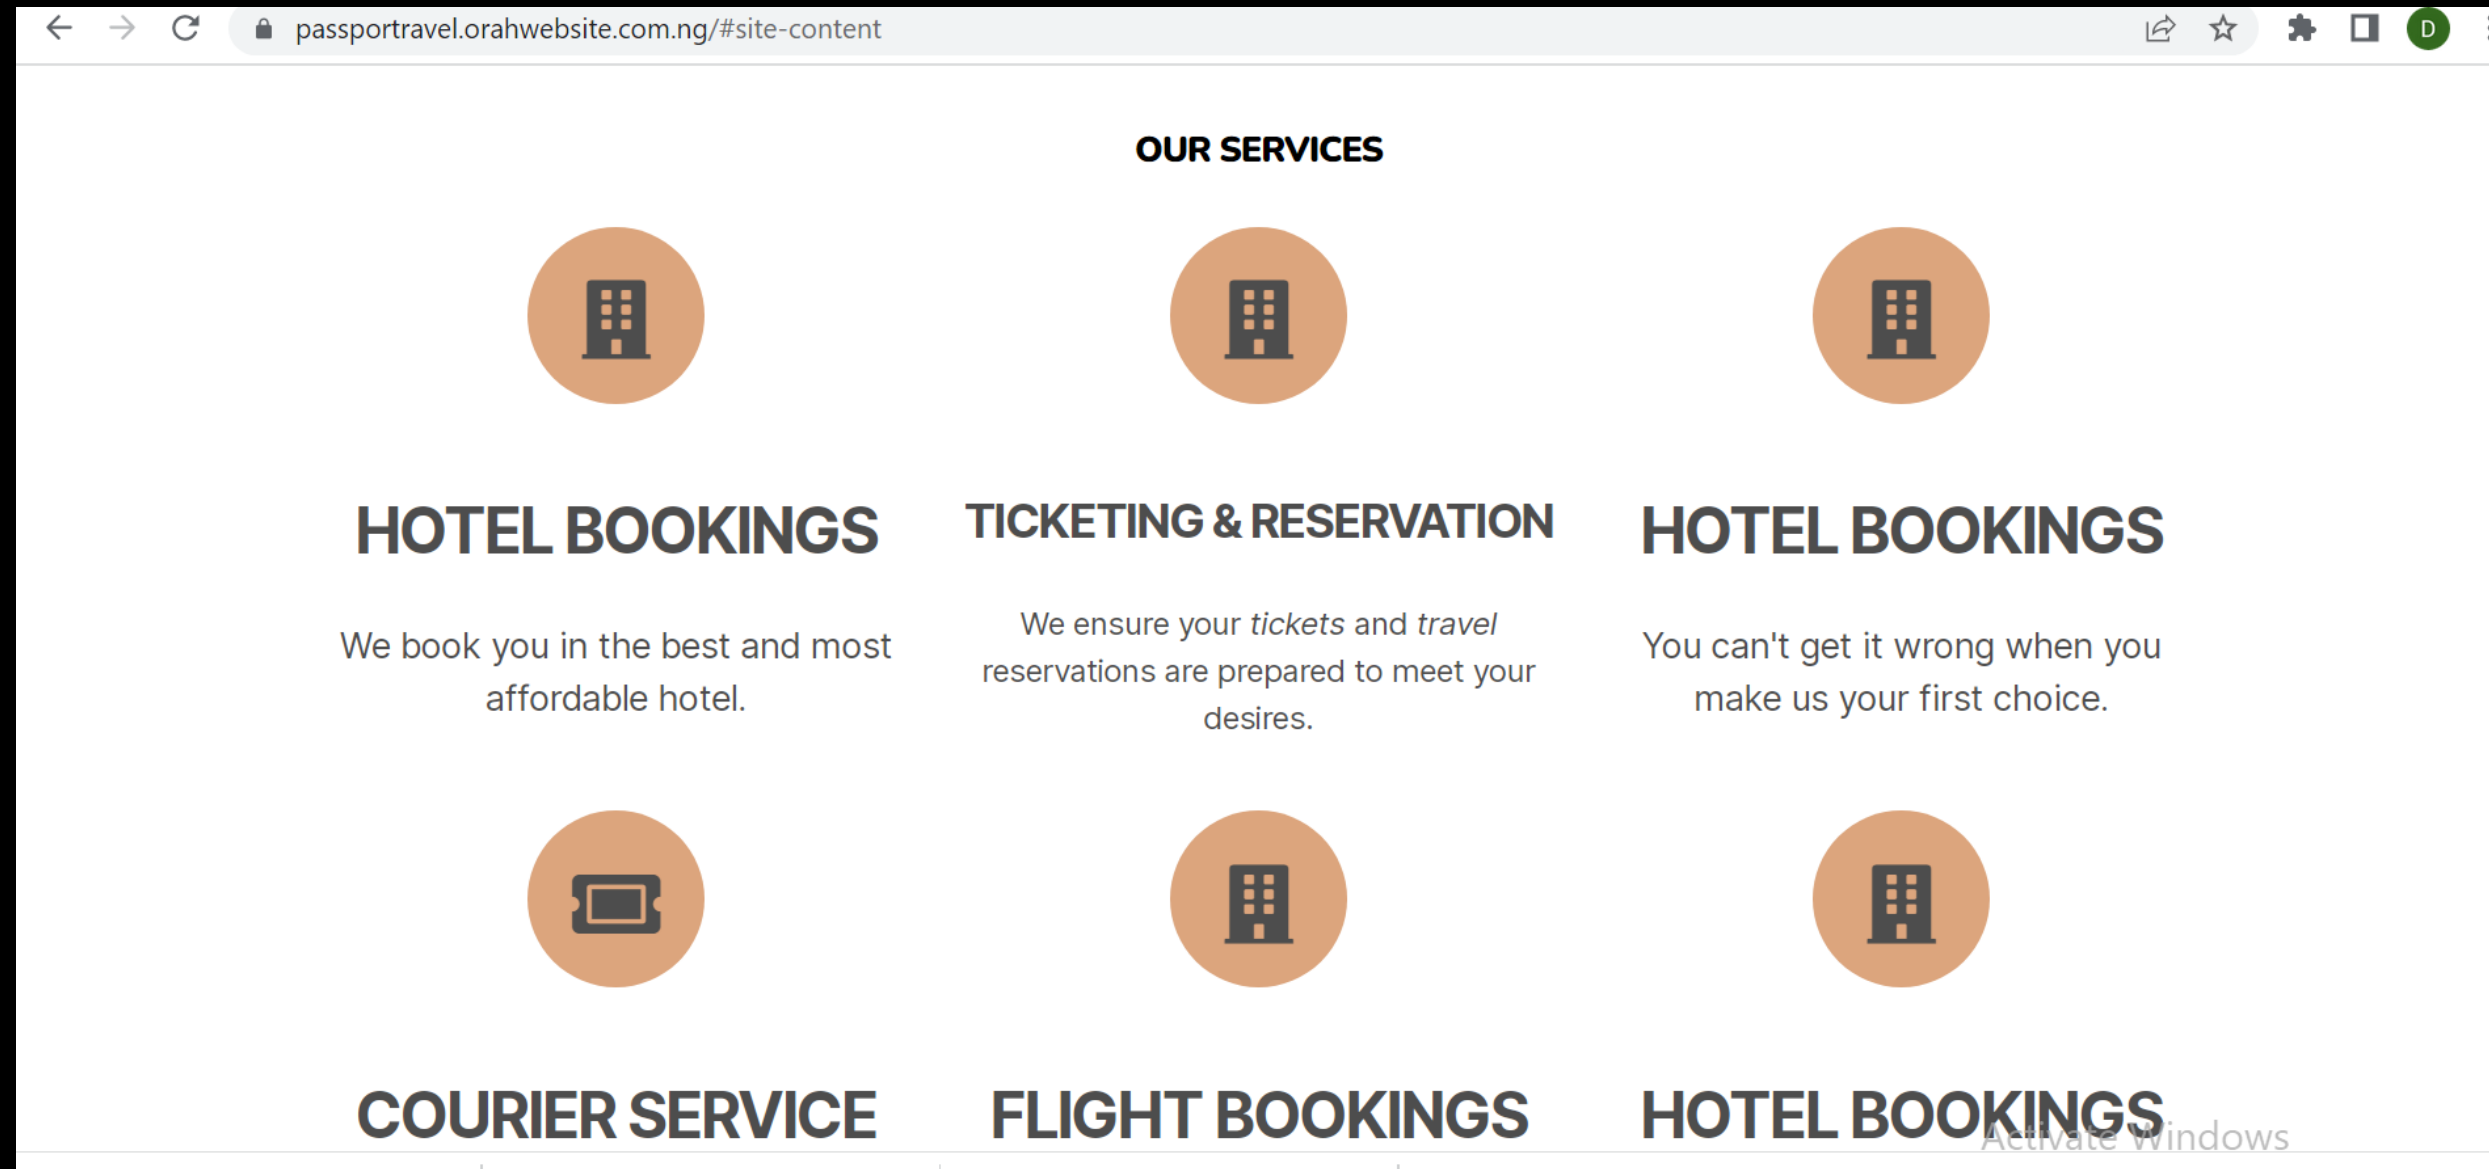 passportravel.orahwebsite.com.ng/#site-content
D
OUR SERVICES
HOTEL BOOKINGS
We book you in the best and most
affordable hotel.
TICKETING & RESERVATION
We ensure your tickets and travel
reservations are prepared to meet your
desires.
HOTEL BOOKINGS
You can't get it wrong when you
make us your first choice.
COURIER SERVICE
FLIGHT BOOKINGS
HOTEL BOOKINGS
Activate Windows